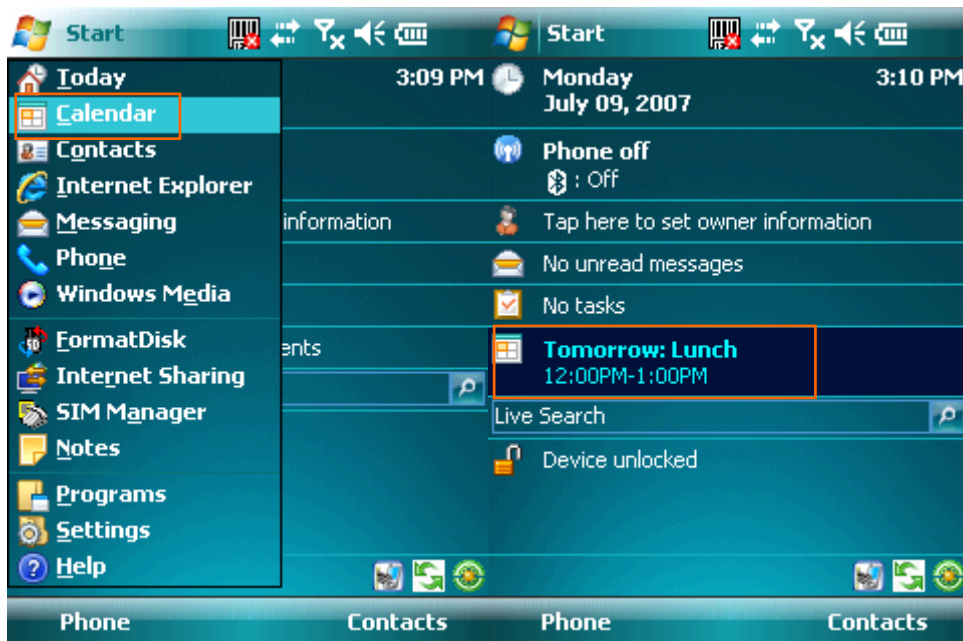 Start
Today
3:09 PM
Calendar
Contacts
Internet Explorer
Messaging
information
Phone
Windows Media
FormatDisk
ents
Internet Sharing
SIM Manager
Notes
Programs
Settings
Help
Phone
Contacts
Start
Monday
3:10 PM
July 09, 2007
Phone off
: Off
Tap here to set owner information
No unread messages
No tasks
Tomorrow: Lunch
12:00PM-1:00PM
Live Search
Device unlocked
Phone
Contacts